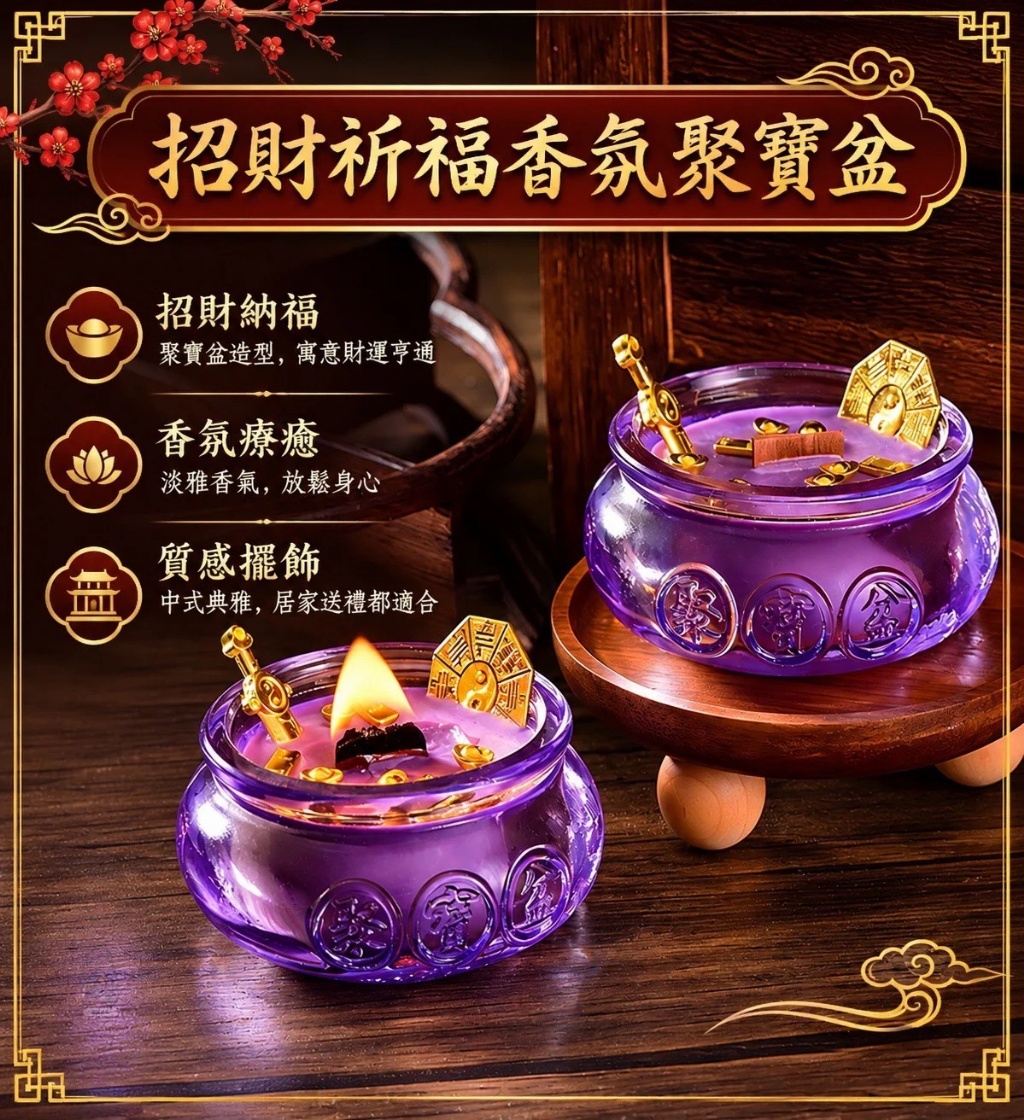 招財祈福香氛聚寶盆
招財納福
聚寶盆造型，寓意財運亨通
香氛療癒
淡雅香氣，放鬆身心
質感擺飾
中式典雅，居家送禮都適合
聚寶盆
聚寶盆